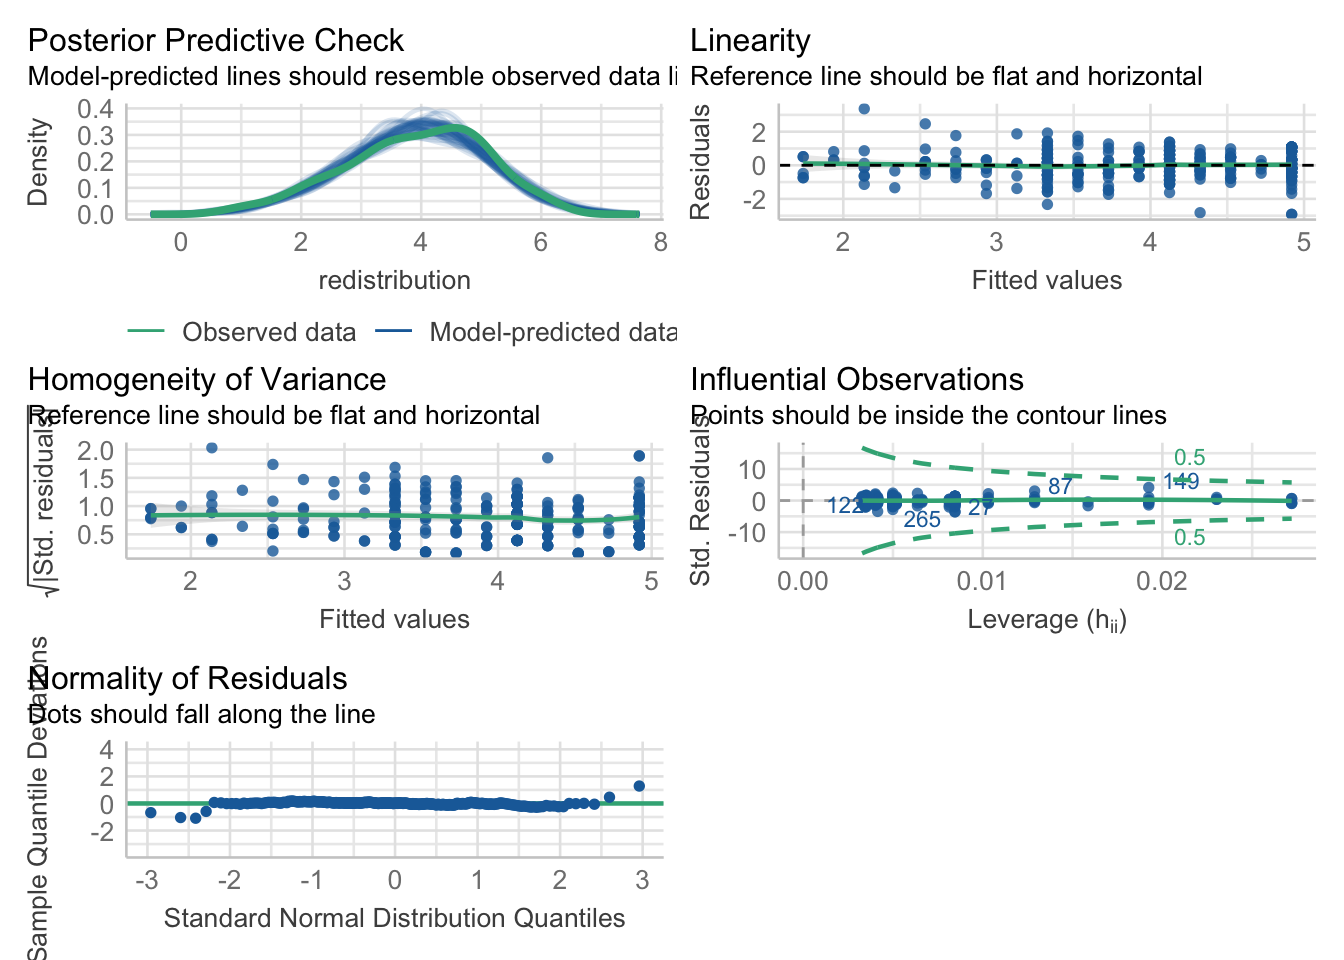 Posterior Predictive Check
Model-predicted lines should resemble observed data li
Density
0.4
0.3
0.2
0.1
0.0
0 2 4 6 8
redistribution
Observed data Model-predicted data
Linearity
Reference line should be flat and horizontal
Residuals
2
0
-2
2 3 4 5
Fitted values
Homogeneity of Variance
Reference line should be flat and horizontal
√|Std. residuals|
2.0
1.5
1.0
0.5
2 3 4 5
Fitted values
Influential Observations
Points should be inside the contour lines
Std. Residuals
10
0
-10
0.5
149
87
122
27
265
0.5
0.00 0.01 0.02
Leverage (hii)
Normality of Residuals
Dots should fall along the line
Sample Quantile Deviations
4
2
0
-2
-3 -2 -1 0 1 2 3
Standard Normal Distribution Quantiles